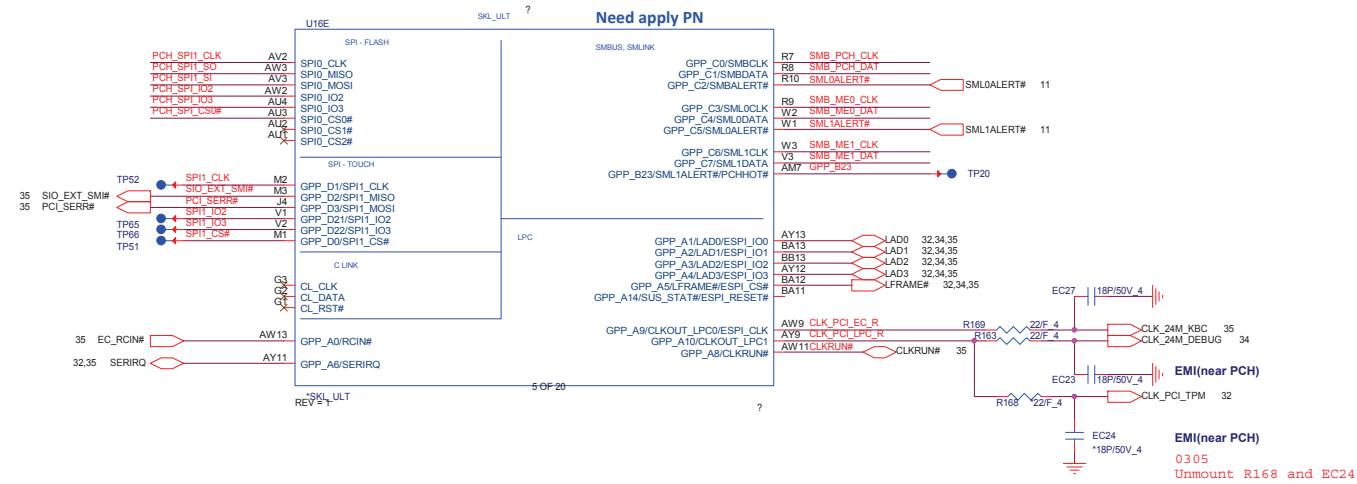 U16E
SKL_ULT
?
Need apply PN
SPI - FLASH
SMBUS, SMLINK
PCH_SPI1_CLK AV2 SPI0_CLK
PCH_SPI1_SO AW3 SPI0_MISO
PCH_SPI1_SI AV3 SPI0_MOSI
PCH_SPI1_IO2 AW2 SPI0_IO2
PCH_SPI1_IO3 AU4 SPI0_IO3
PCH_SPI_CS0# AU3 SPI0_CS0#
AU2 SPI0_CS1#
AU1 SPI0_CS2#
GPP_C0/SMBCLK R7 SMB_PCH_CLK
GPP_C1/SMBDATA R8 SMB_PCH_DAT
GPP_C2/SMBALERT# R10 SML0ALERT# SML0ALERT# 11
GPP_C3/SML0CLK R9 SMB_ME0_CLK
GPP_C4/SML0DATA W2 SMB_ME0_DAT
GPP_C5/SML0ALERT# W1 SML1ALERT# SML1ALERT# 11
GPP_C6/SML1CLK W3 SMB_ME1_CLK
GPP_C7/SML1DATA V3 SMB_ME1_DAT
GPP_B23/SML1ALERT#/PCHHOT# AM7 GPP_B23 TP20
SPI - TOUCH
TP52 SPI1_CLK M2 GPP_D1/SPI1_CLK
35 SIO_EXT_SMI# SIO_EXT_SMI# M3 GPP_D2/SPI1_MISO
35 PCI_SERR# PCI_SERR# J4 GPP_D3/SPI1_MOSI
TP65 SPI1_IO2 V1 GPP_D21/SPI1_IO2
TP66 SPI1_IO3 V2 GPP_D22/SPI1_IO3
TP51 SPI1_CS# M1 GPP_D0/SPI1_CS#
LPC
GPP_A1/LAD0/ESPI_IO0 AY13 LAD0 32,34,35
GPP_A2/LAD1/ESPI_IO1 BA13 LAD1 32,34,35
GPP_A3/LAD2/ESPI_IO2 BB13 LAD2 32,34,35
GPP_A4/LAD3/ESPI_IO3 AY12 LAD3 32,34,35
GPP_A5/LFRAME#/ESPI_CS# BA12 LFRAME# 32,34,35
GPP_A14/SUS_STAT#/ESPI_RESET# BA11
C LINK
G3 CL_CLK
G2 CL_DATA
G1 CL_RST#
35 EC_RCIN# AW13 GPP_A0/RCIN#
32,35 SERIRQ AY11 GPP_A6/SERIRQ
GPP_A9/CLKOUT_LPC0/ESPI_CLK AW9 CLK_PCI_EC_R
GPP_A10/CLKOUT_LPC1 AY9 CLK_PCI_LPC_R
GPP_A8/CLKRUN# AW11 CLKRUN# CLKRUN# 35
EC27 18P/50V_4
R169 22/F_4 CLK_24M_KBC 35
R163 22/F_4 CLK_24M_DEBUG 34
EC23 18P/50V_4
EMI(near PCH)
R168 22/F_4 CLK_PCI_TPM 32
EC24
*18P/50V_4
EMI(near PCH)
0305
Unmount R168 and EC24
5 OF 20
*SKL_ULT
REV = 1
?